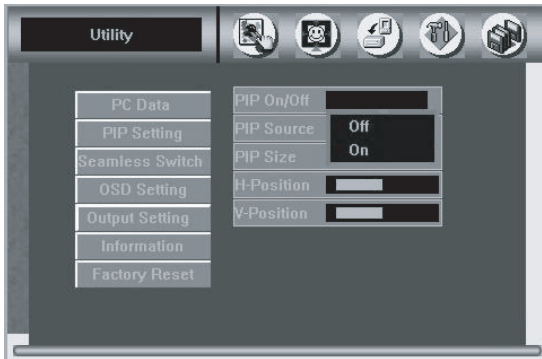 Utility
PC Data
PIP Setting
Seamless Switch
OSD Setting
Output Setting
Information
Factory Reset
PIP On/Off
PIP Source
PIP Size
H-Position
V-Position
Off
On